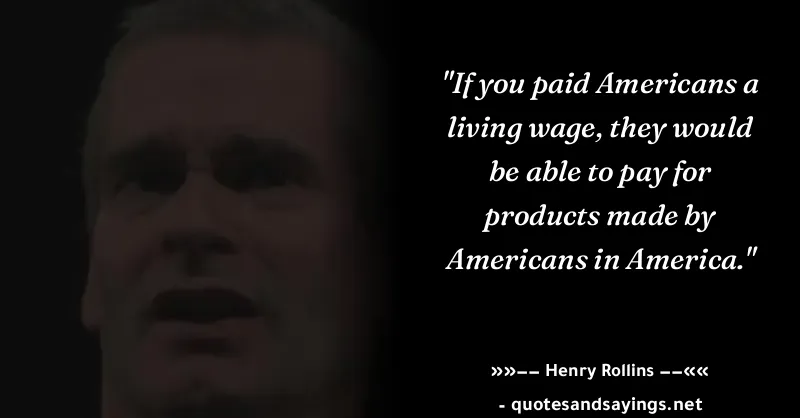 "If you paid Americans a
living wage, they would
be able to pay for
products made by
Americans in America."
»»−− Henry Rollins −−««
- quotesandsayings.net